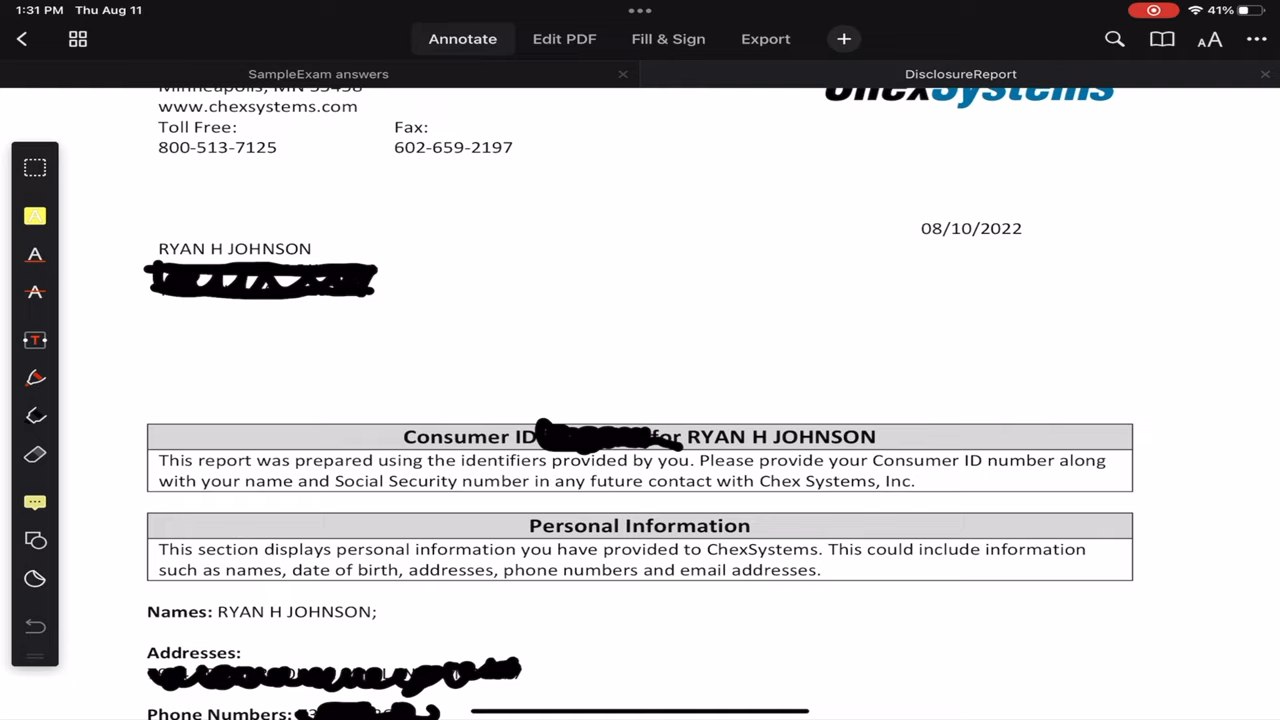 1:31 PM Thu Aug 11
41%
Annotate Edit PDF Fill & Sign Export
SampleExam answers
DisclosureReport
Minneapolis, MN 55438
ChexSystems
www.chexsystems.com
Toll Free: Fax:
800-513-7125 602-659-2197
08/10/2022
RYAN H JOHNSON
Consumer ID for RYAN H JOHNSON
This report was prepared using the identifiers provided by you. Please provide your Consumer ID number along
with your name and Social Security number in any future contact with Chex Systems, Inc.
Personal Information
This section displays personal information you have provided to ChexSystems. This could include information
such as names, date of birth, addresses, phone numbers and email addresses.
Names: RYAN H JOHNSON;
Addresses:
Phone Numbers: